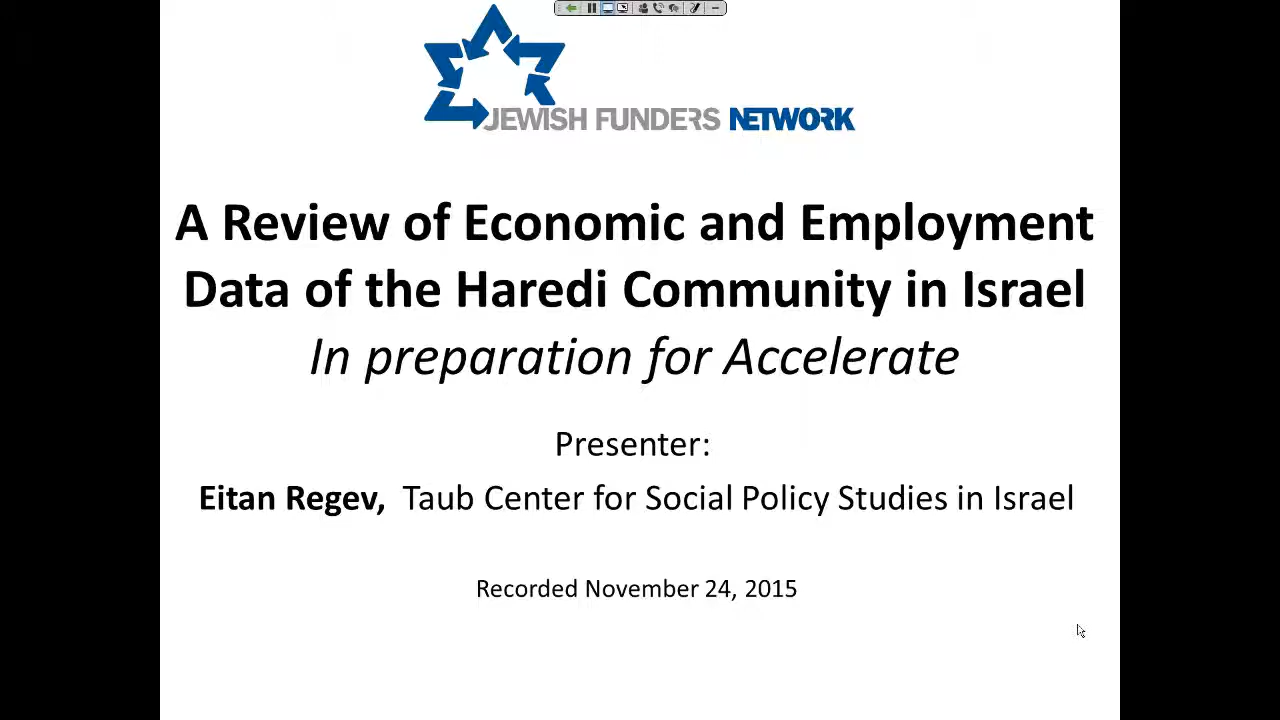 JEWISH FUNDERS NETWORK
A Review of Economic and Employment
Data of the Haredi Community in Israel
In preparation for Accelerate
Presenter:
Eitan Regev, Taub Center for Social Policy Studies in Israel
Recorded November 24, 2015